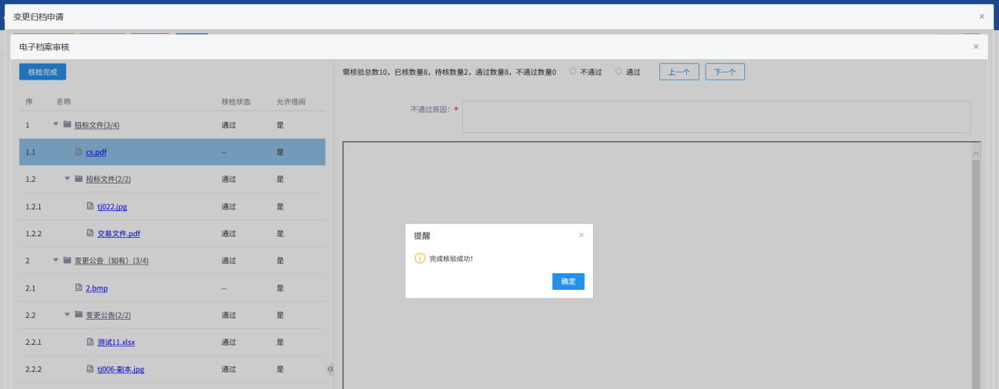 变更归档申请
电子档案审核
核检完成
需核验总数10，已核数量8，待核数量2，通过数量8，不通过数量0 不通过 通过 上一个 下一个
不通过原因：*
序 名称 核检状态 允许借阅
1 招标文件(3/4) 通过 是
1.1 cs.pdf -- 是
1.2 招标文件(2/2) 通过 是
1.2.1 tj022.jpg 通过 是
1.2.2 交易文件.pdf 通过 是
2 变更公告（如有）(3/4) 通过 是
2.1 2.bmp -- 是
2.2 变更公告(2/2) 通过 是
2.2.1 测试11.xlsx 通过 是
2.2.2 tj006-副本.jpg 通过 是
提醒
完成核验成功!
确定